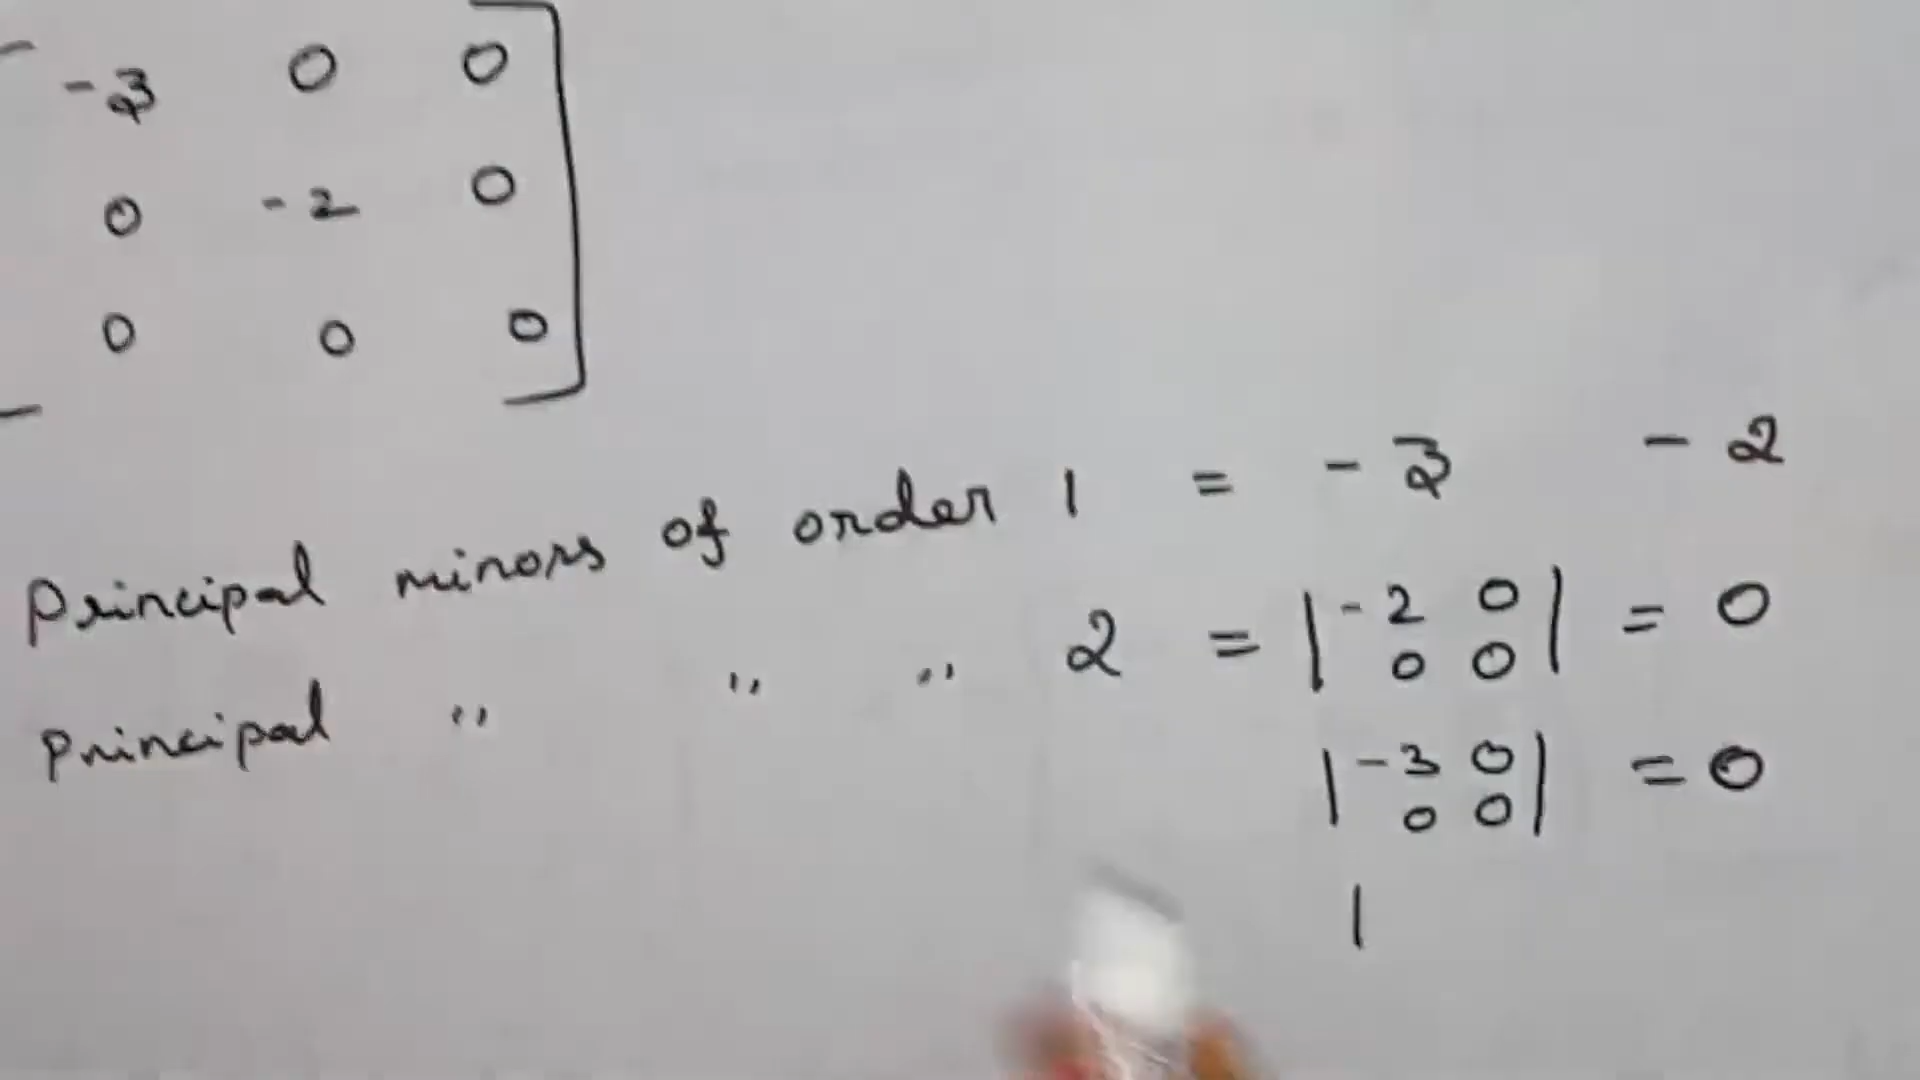 -3 0 0
0 -2 0
0 0 0
Principal minors of order 1 = -3 -2
Principal " " " 2 = |-2 0| = 0
0 0
|-3 0| = 0
0 0
|